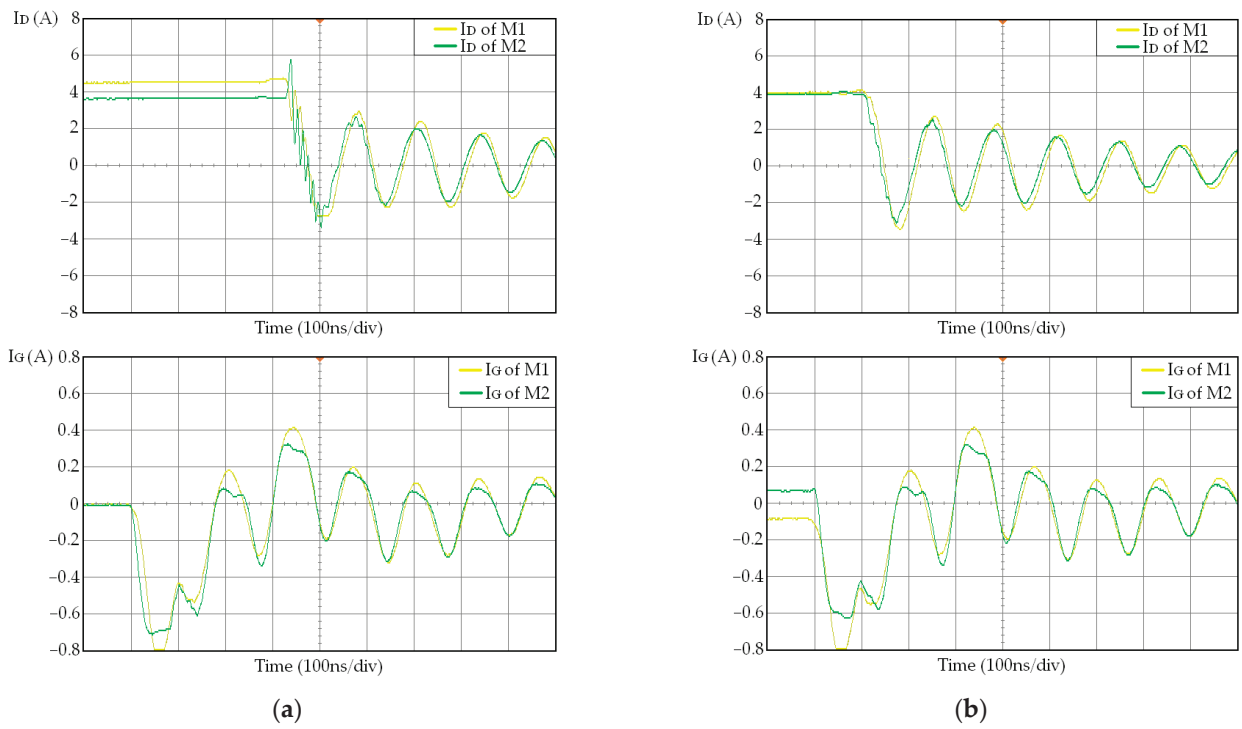 ID (A)
8
6
4
2
0
−2
−4
−6
−8
ID of M1
ID of M2
Time (100ns/div)
ID (A)
8
6
4
2
0
−2
−4
−6
−8
ID of M1
ID of M2
Time (100ns/div)
IG (A)
0.8
0.6
0.4
0.2
0
−0.2
−0.4
−0.6
−0.8
IG of M1
IG of M2
Time (100ns/div)
IG (A)
0.8
0.6
0.4
0.2
0
−0.2
−0.4
−0.6
−0.8
IG of M1
IG of M2
Time (100ns/div)
(a)
(b)